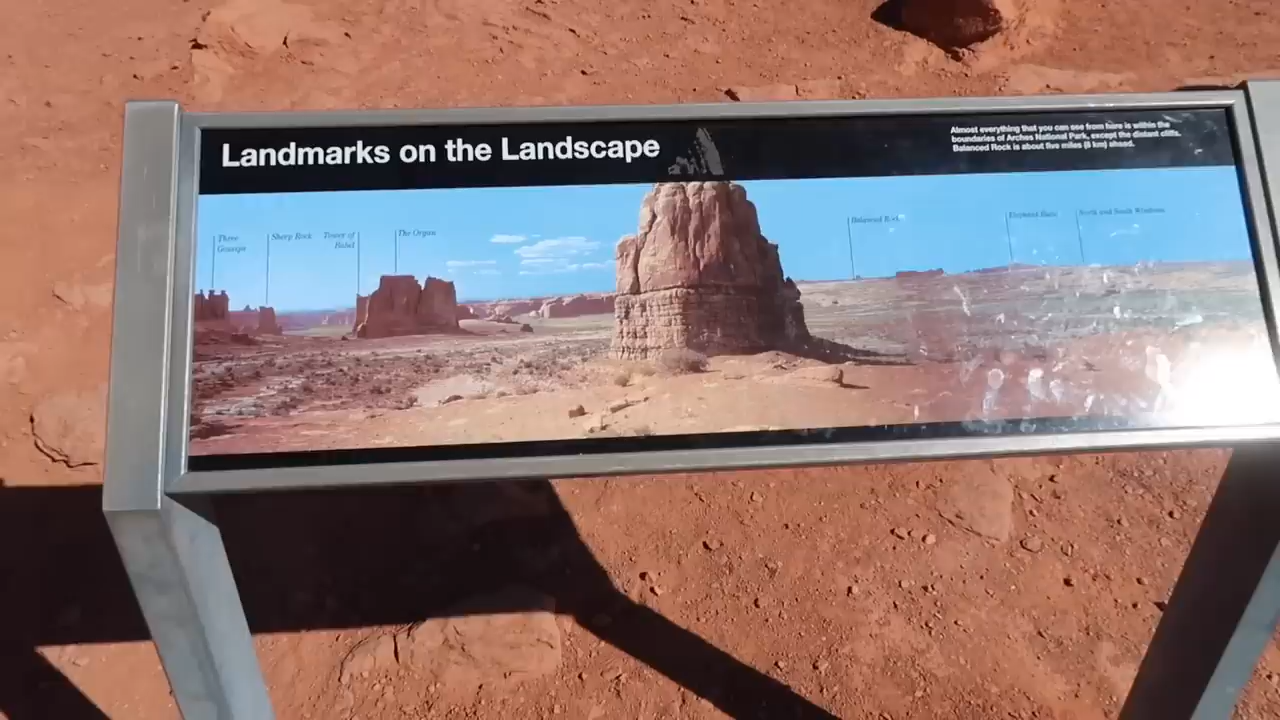 Landmarks on the Landscape
Almost everything that you can see from here is within the
boundaries of Arches National Park, except the distant cliffs.
Balanced Rock is about five miles (8 km) ahead.
Three
Gossips
Sheep Rock
Tower of
Babel
The Organ
Balanced Rock
Elephant Butte
North and South Windows